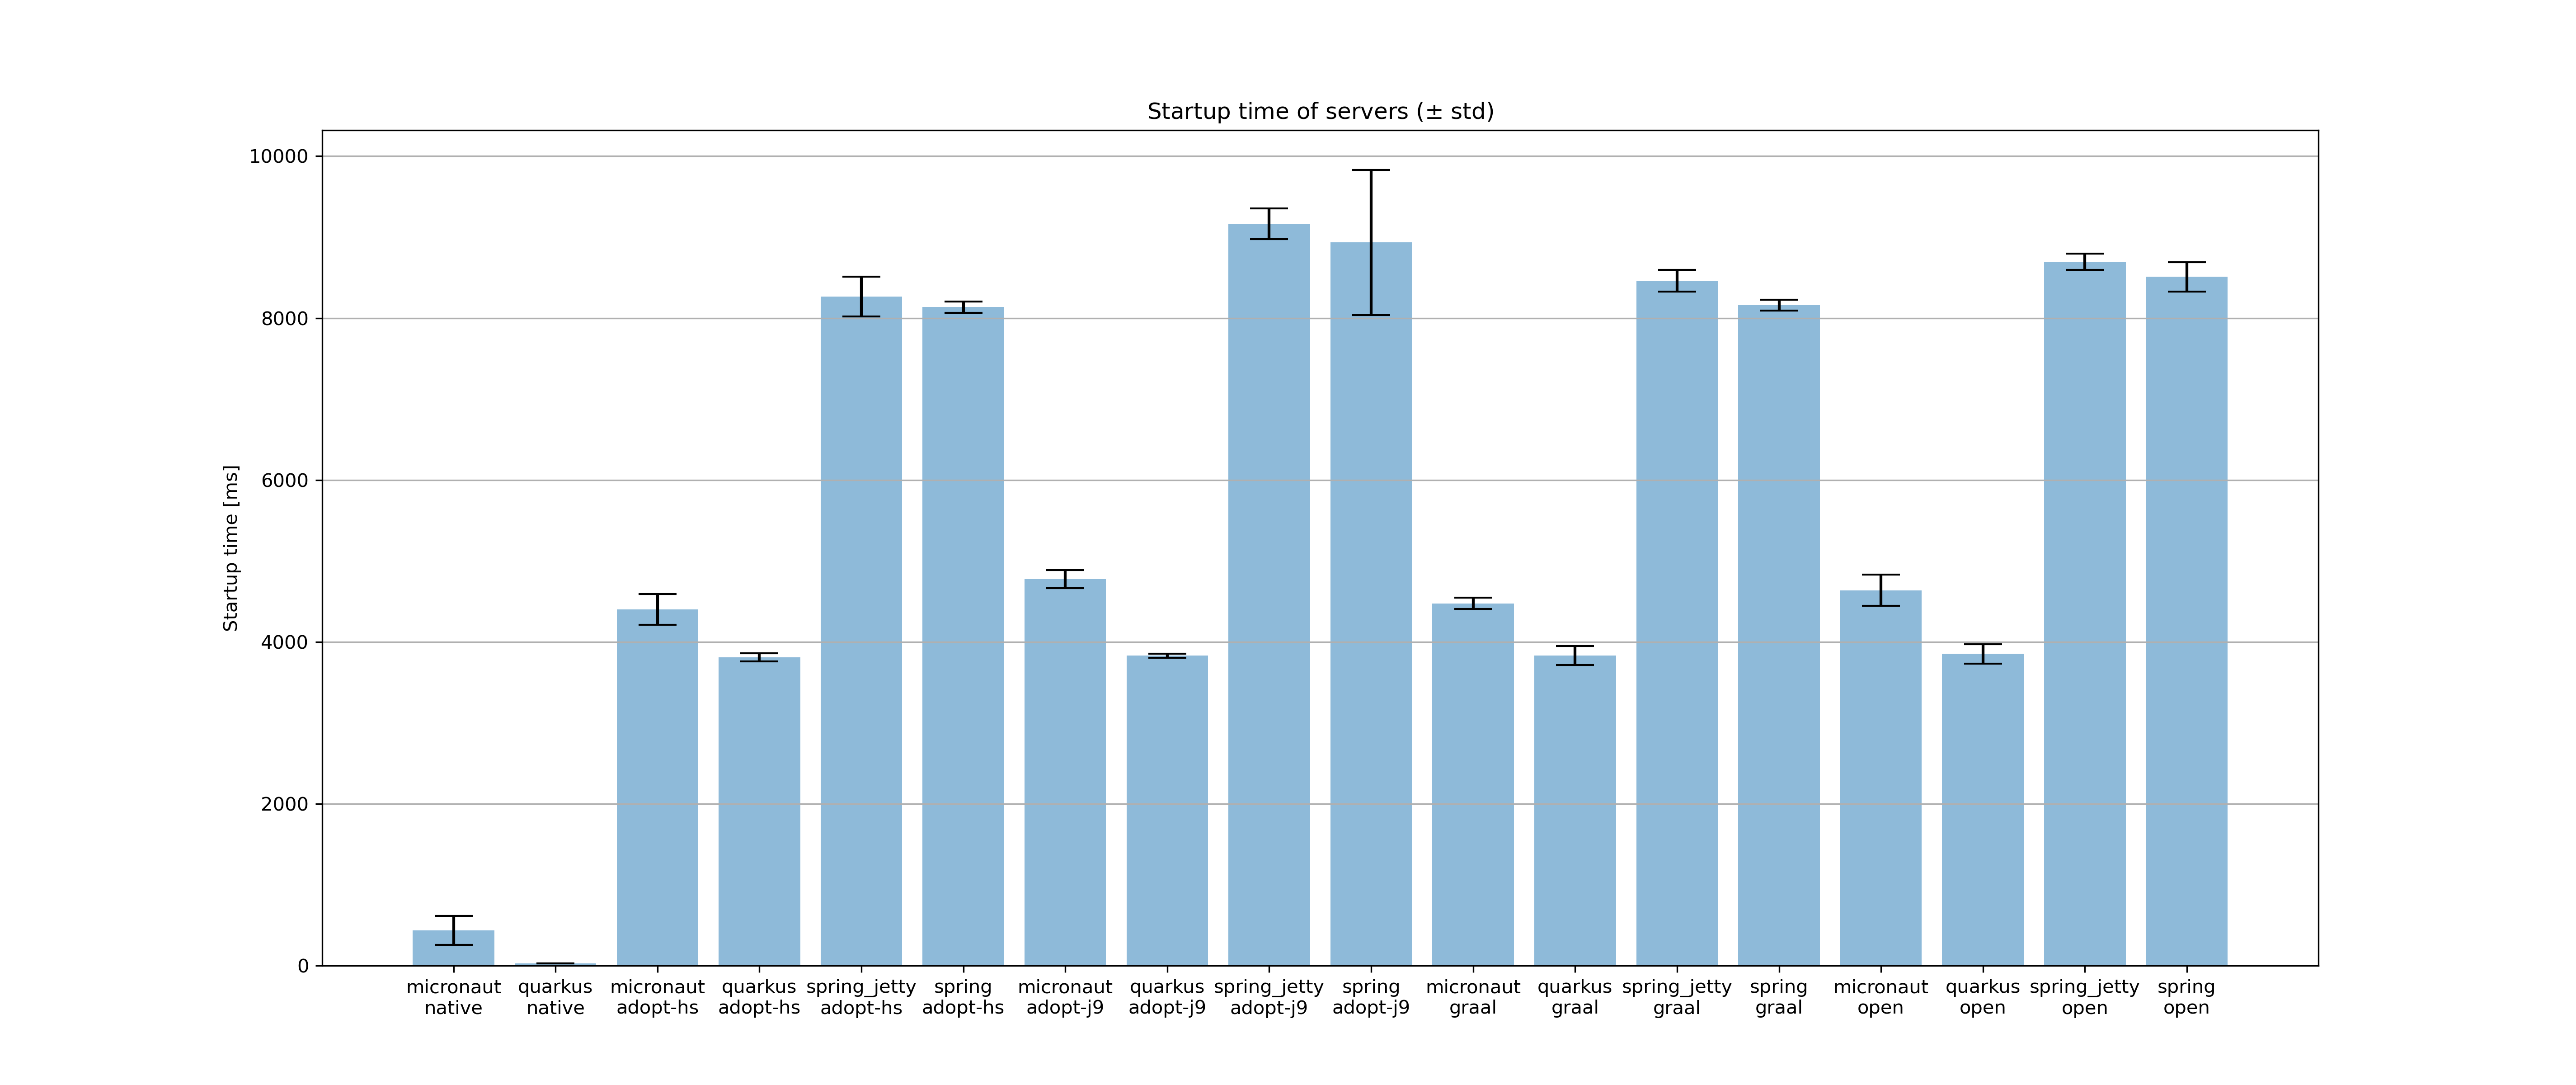 Startup time of servers (± std)
Startup time [ms]
10000
8000
6000
4000
2000
0
micronaut
native
quarkus
native
micronaut
adopt-hs
quarkus
adopt-hs
spring_jetty
adopt-hs
spring
adopt-hs
micronaut
adopt-j9
quarkus
adopt-j9
spring_jetty
adopt-j9
spring
adopt-j9
micronaut
graal
quarkus
graal
spring_jetty
graal
spring
graal
micronaut
open
quarkus
open
spring_jetty
open
spring
open